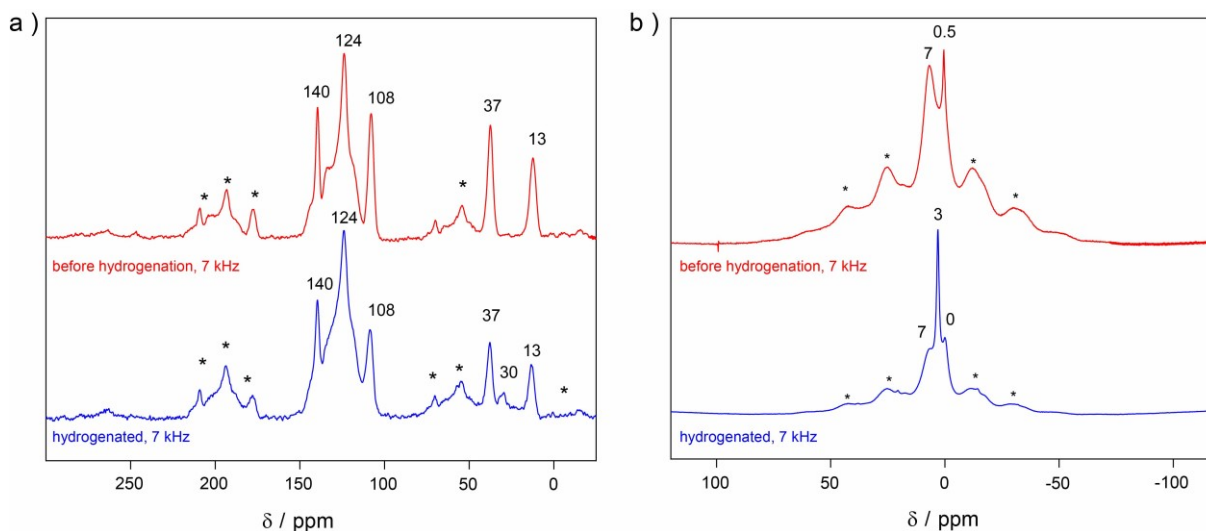 a )
124
140
108
37
13
* * * *
before hydrogenation, 7 kHz
124
140
108
37
30
13
* * * * * *
hydrogenated, 7 kHz
250 200 150 100 50 0
δ / ppm
b )
0.5
7
* * * *
before hydrogenation, 7 kHz
3
7
0
* * * *
hydrogenated, 7 kHz
100 50 0 -50 -100
δ / ppm